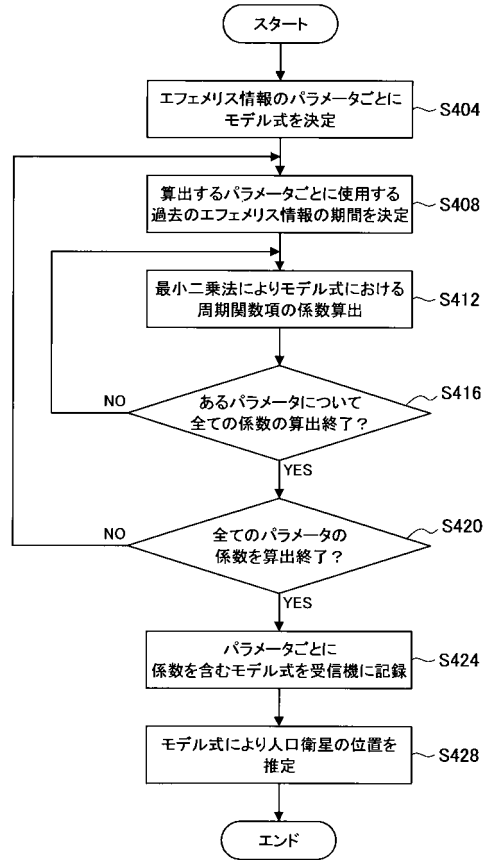 スタート
エフェメリス情報のパラメータごとに
モデル式を決定
S404
算出するパラメータごとに使用する
過去のエフェメリス情報の期間を決定
S408
最小二乗法によりモデル式における
周期関数項の係数算出
S412
あるパラメータについて
全ての係数の算出終了？
S416
NO
YES
全てのパラメータの
係数を算出終了？
S420
NO
YES
パラメータごとに
係数を含むモデル式を受信機に記録
S424
モデル式により人口衛星の位置を
推定
S428
エンド